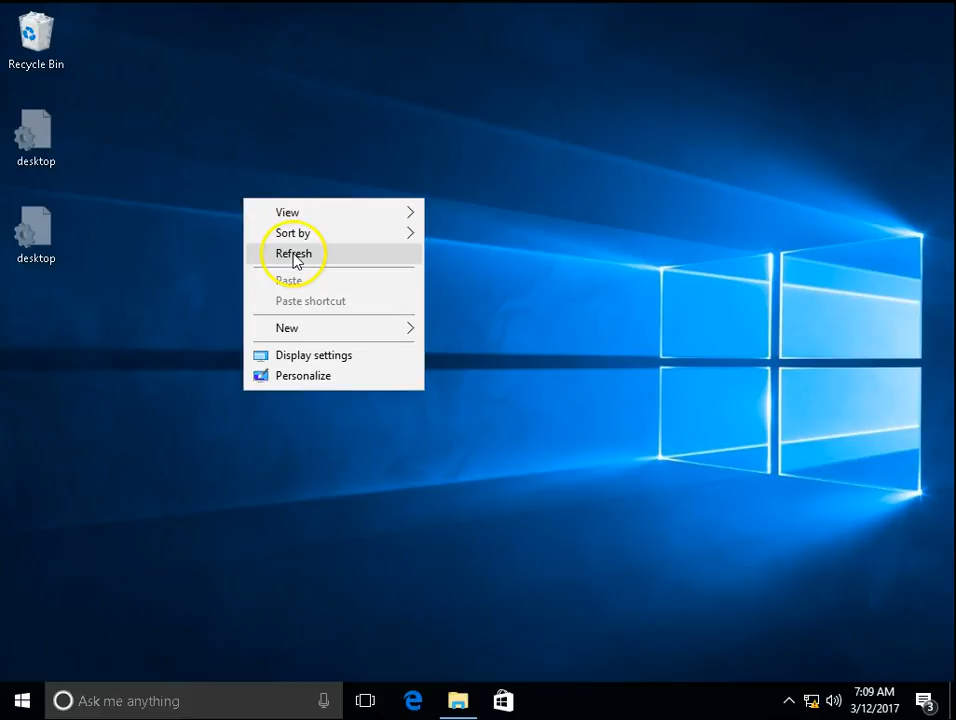 Recycle Bin
desktop
desktop
View
Sort by
Refresh
Paste
Paste shortcut
New
Display settings
Personalize
Ask me anything
7:09 AM
3/12/2017
3